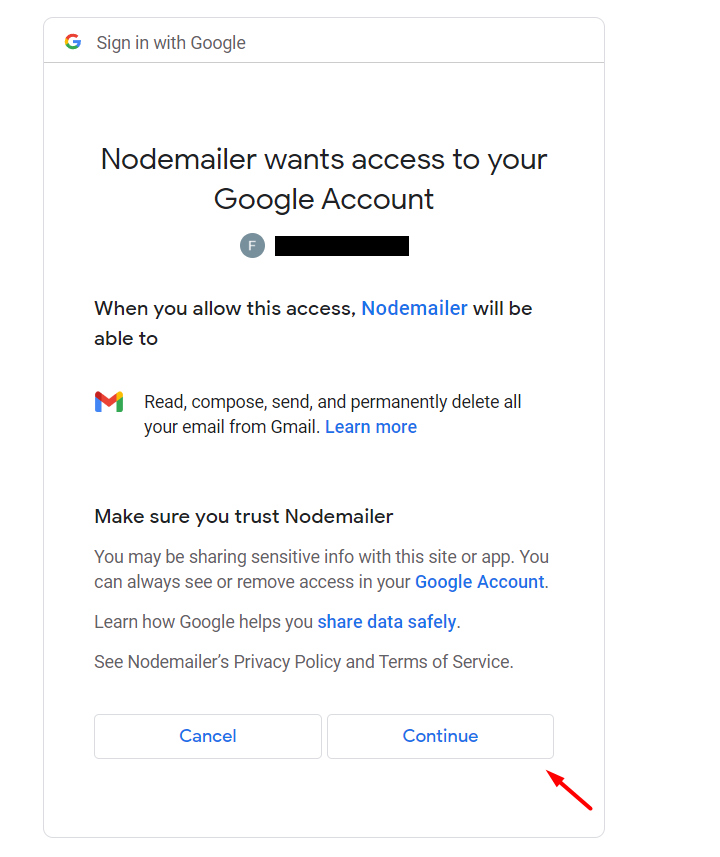 Sign in with Google
Nodemailer wants access to your
Google Account
F
When you allow this access, Nodemailer will be
able to
Read, compose, send, and permanently delete all
your email from Gmail. Learn more
Make sure you trust Nodemailer
You may be sharing sensitive info with this site or app. You
can always see or remove access in your Google Account.
Learn how Google helps you share data safely.
See Nodemailer’s Privacy Policy and Terms of Service.
Cancel
Continue